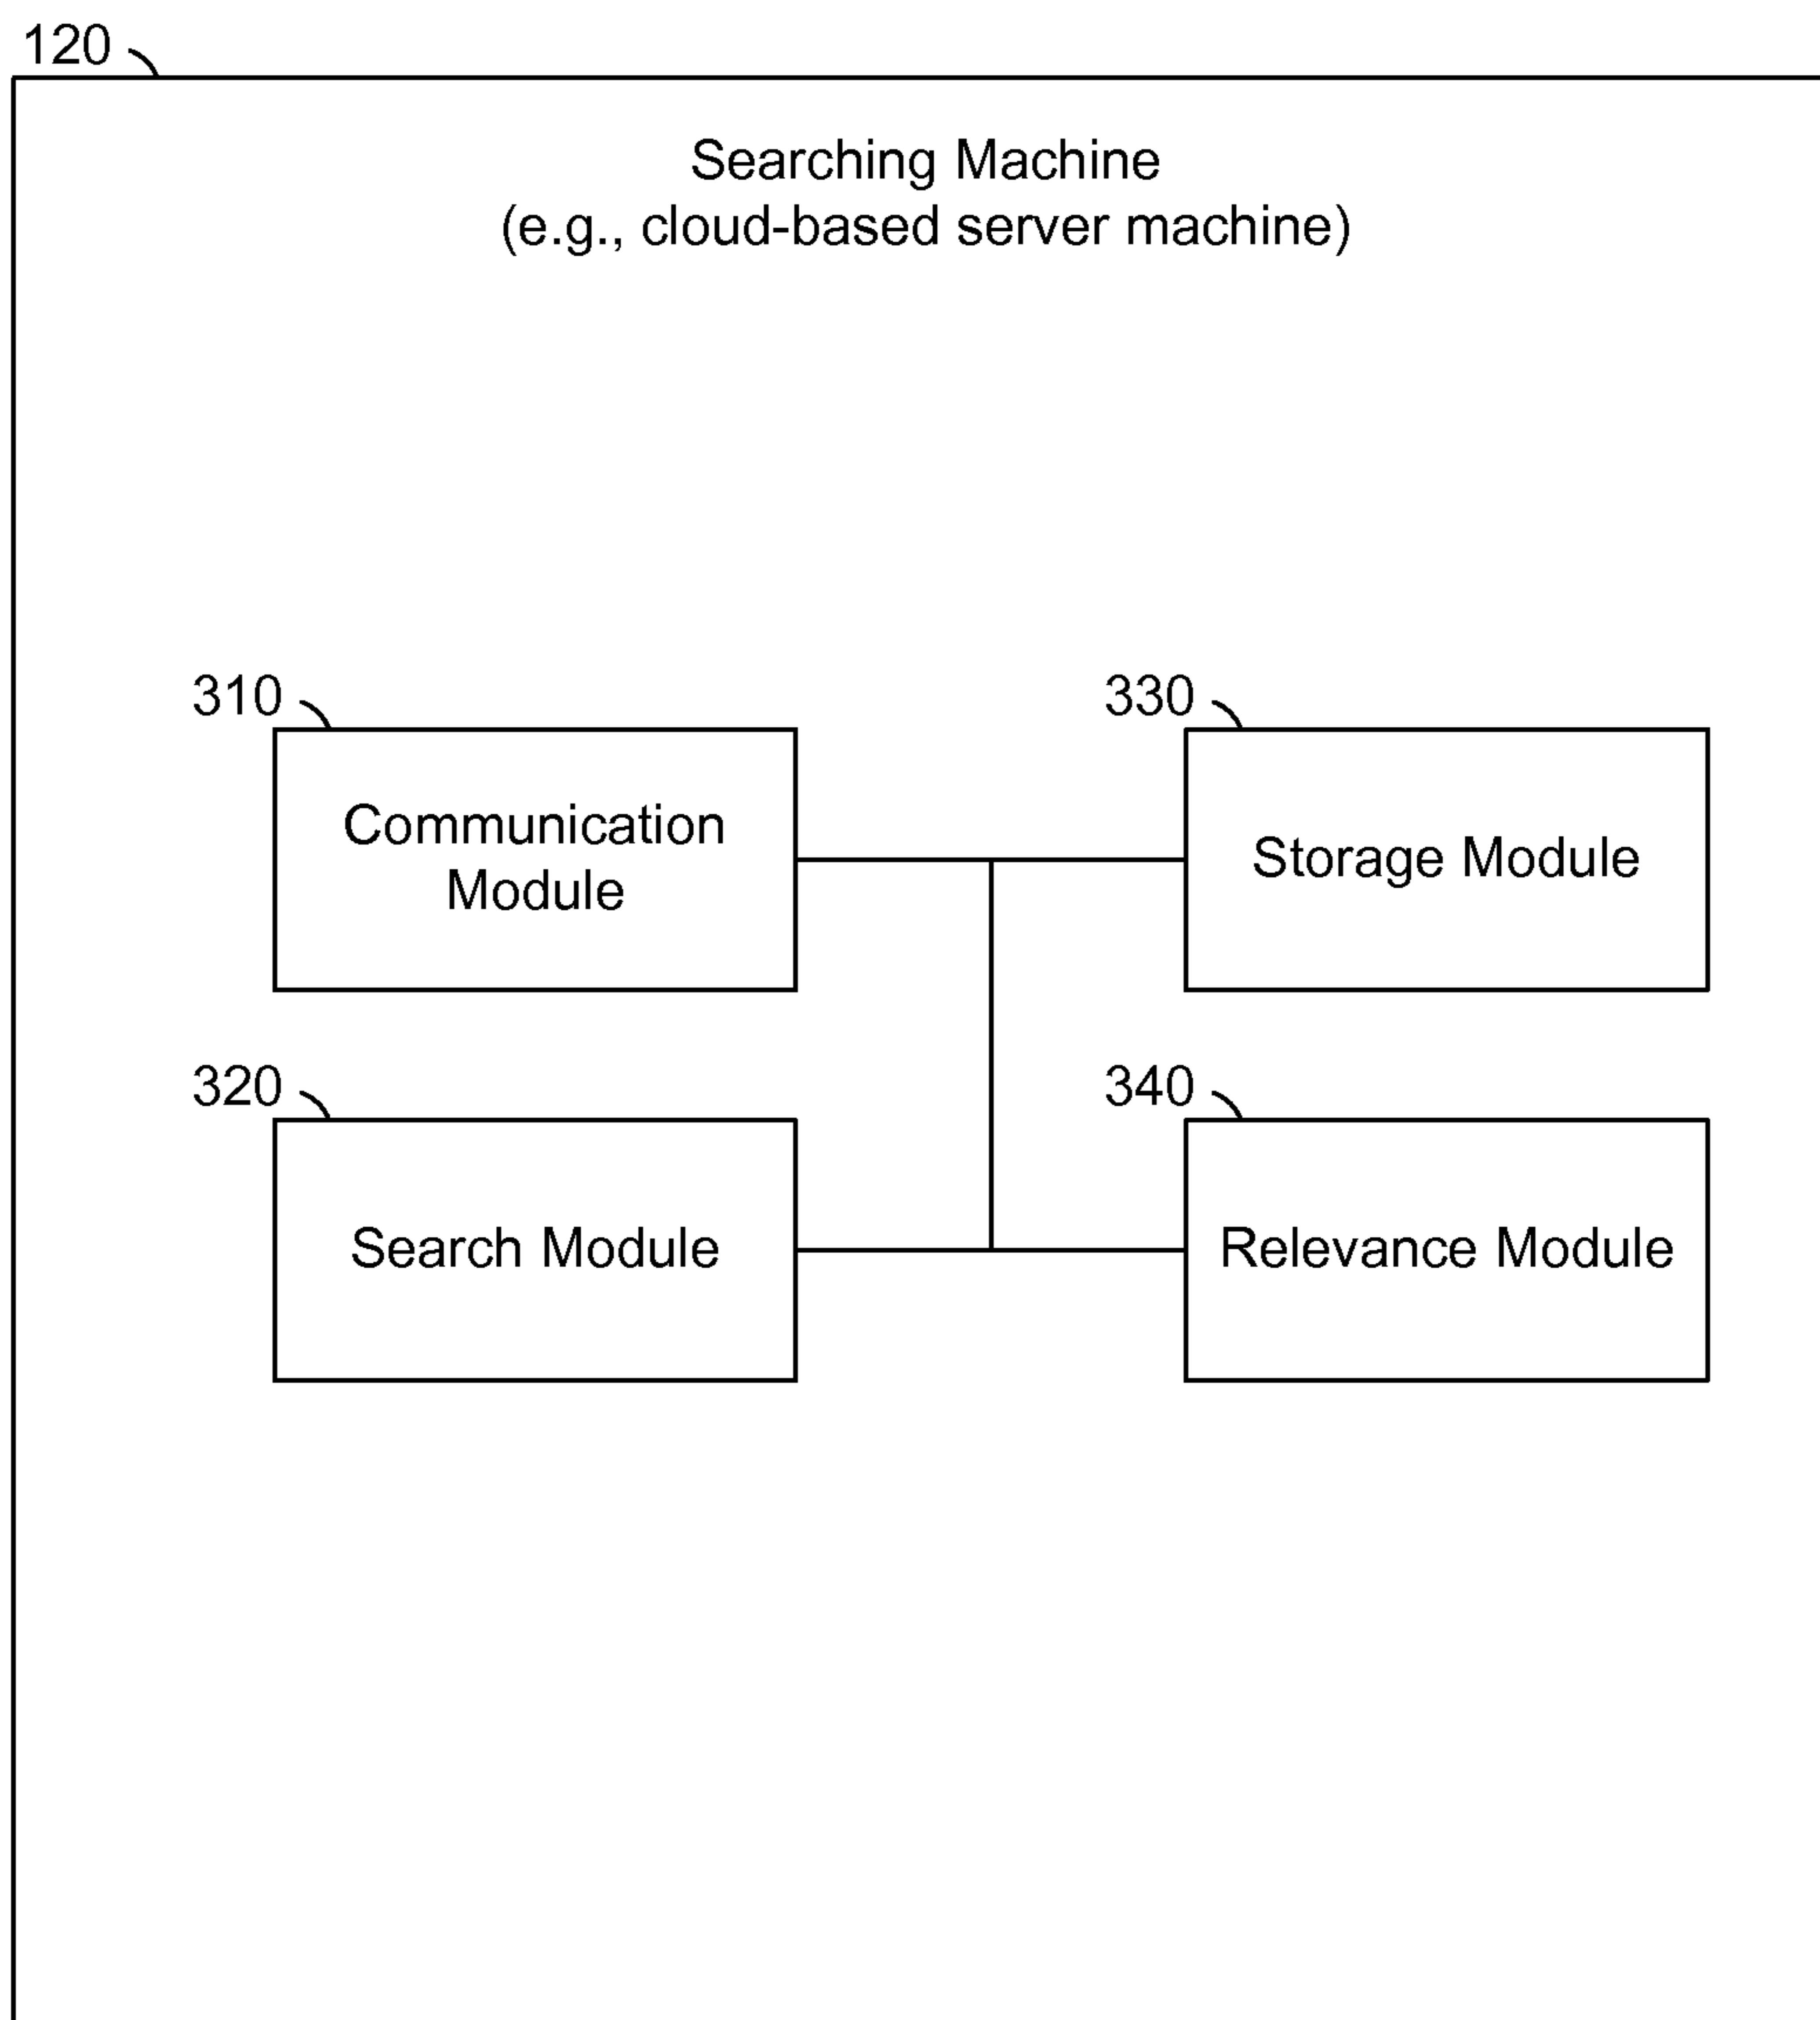 120
Searching Machine
(e.g., cloud-based server machine)
310
Communication
Module
330
Storage Module
320
Search Module
340
Relevance Module